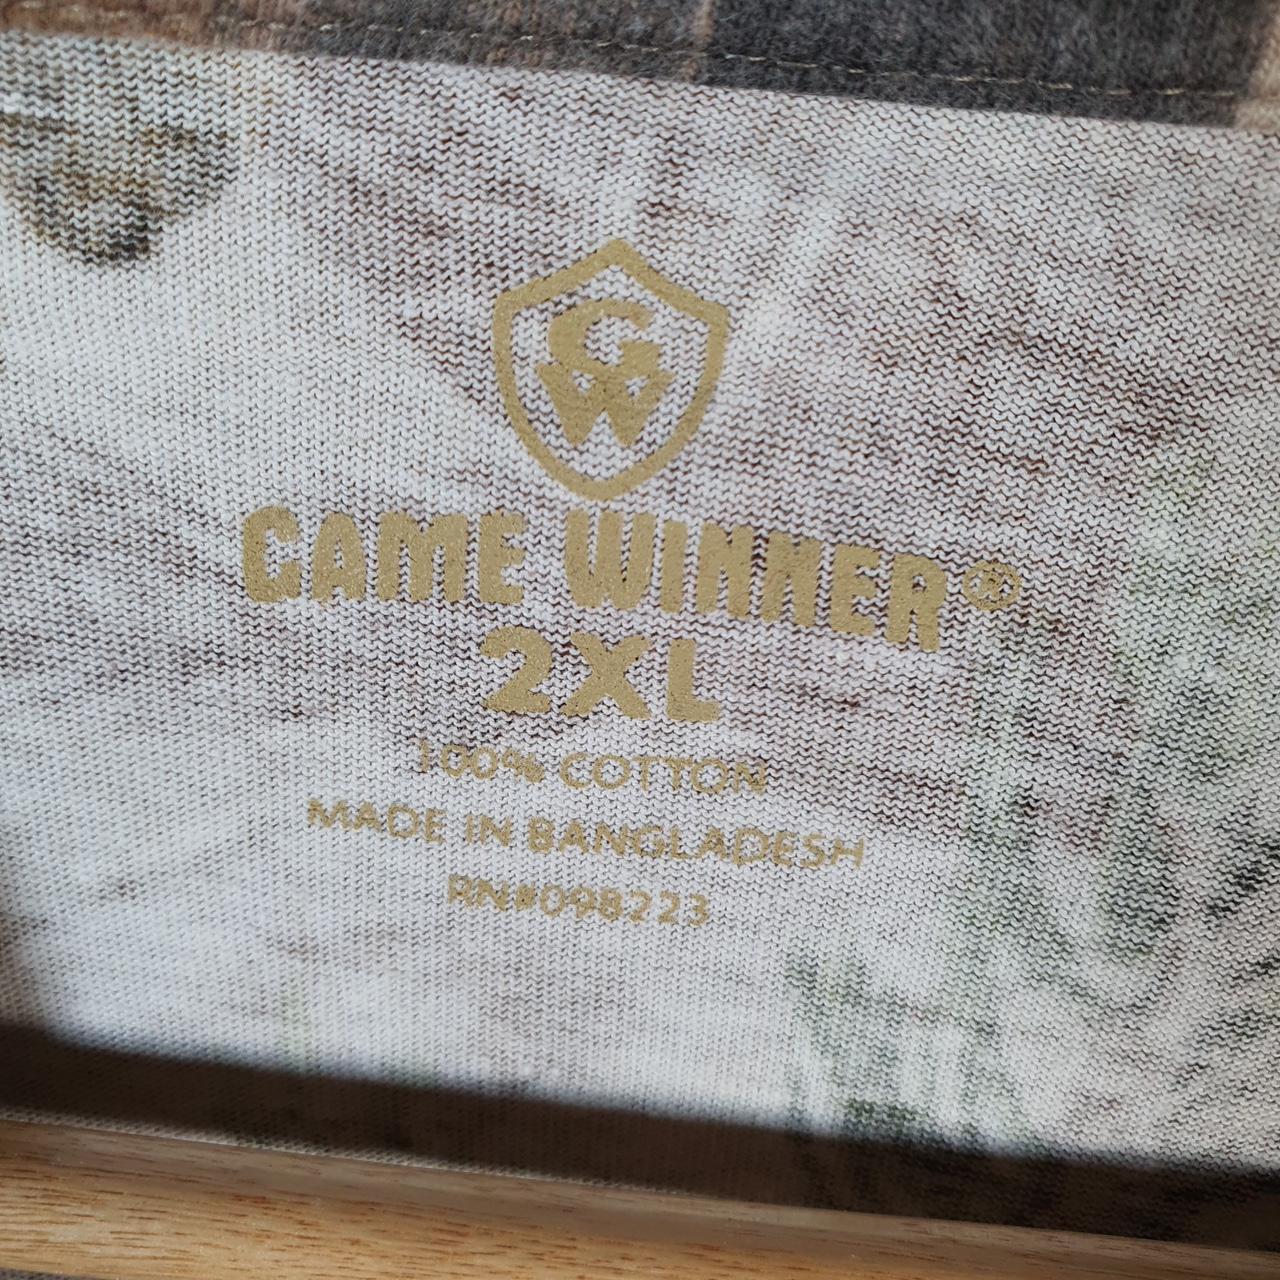 GW
GAME WINNER®
2XL
100% COTTON
MADE IN BANGLADESH
RN#098223